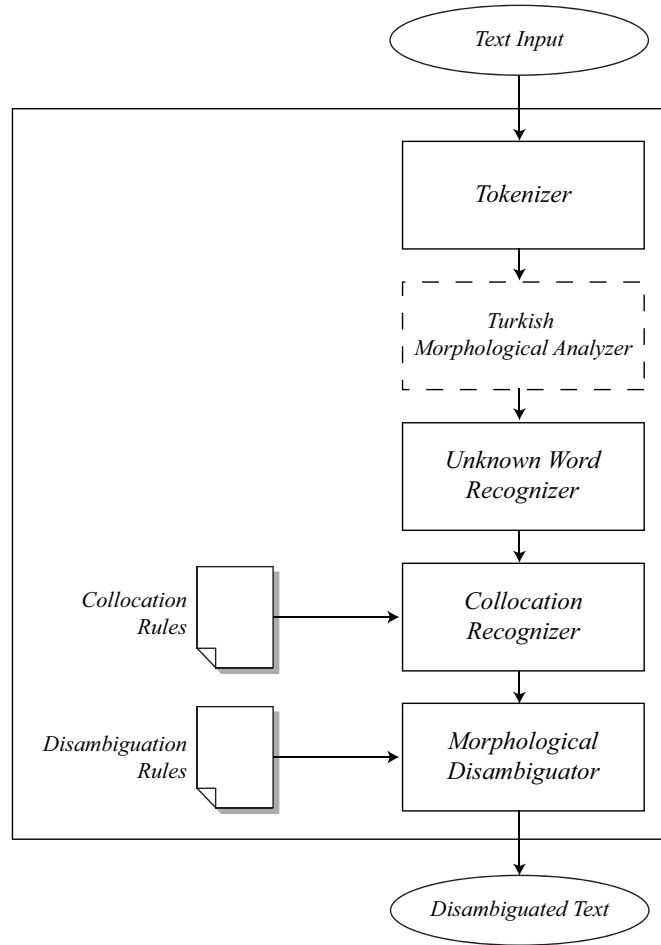 Text Input
Tokenizer
Turkish
Morphological Analyzer
Unknown Word
Recognizer
Collocation
Rules
Collocation
Recognizer
Disambiguation
Rules
Morphological
Disambiguator
Disambiguated Text